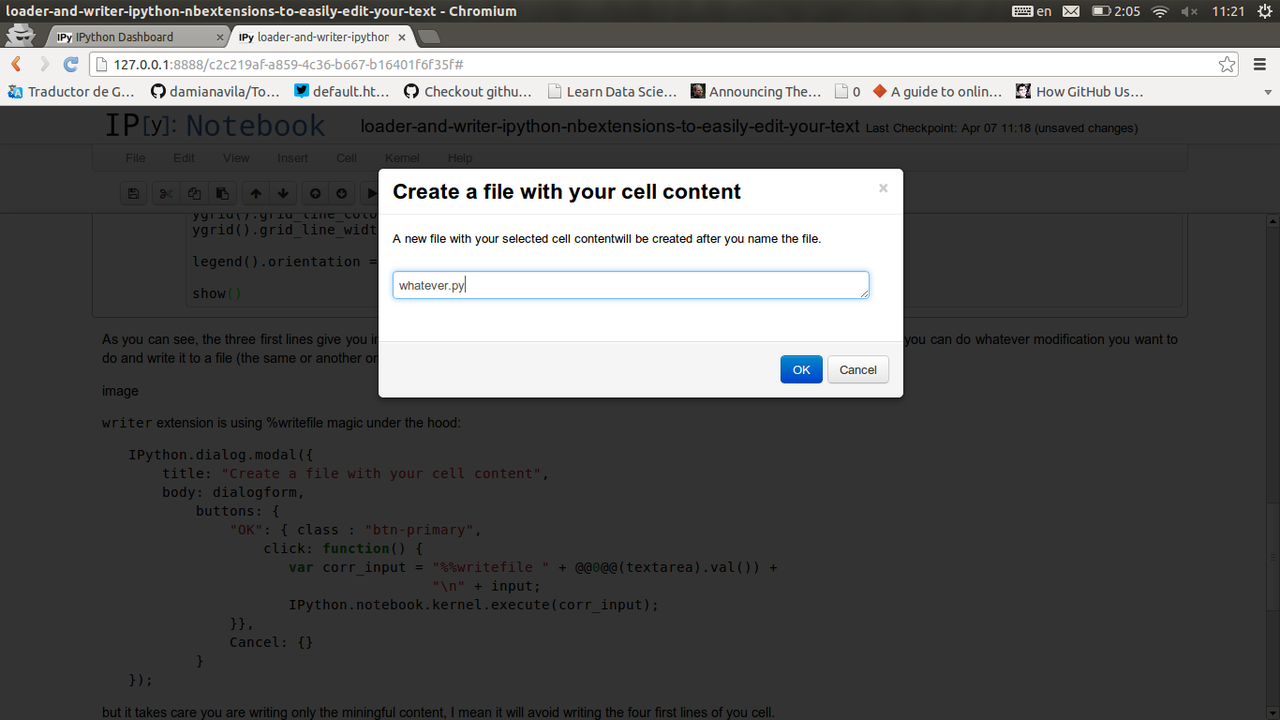 loader-and-writer-ipython-nbextensions-to-easily-edit-your-text - Chromium
en 2:05 11:21
IPy IPython Dashboard × IPy loader-and-writer-ipython ×
127.0.0.1:8888/c2c219af-a859-4c36-b667-b16401f6f35f#
Traductor de G... damianavila/To... default.ht... Checkout githu... Learn Data Scie... Announcing The... 0 A guide to onlin... How GitHub Us...
IP[y]: Notebook loader-and-writer-ipython-nbextensions-to-easily-edit-your-text Last Checkpoint: Apr 07 11:18 (unsaved changes)
File Edit View Insert Cell Kernel Help
Create a file with your cell content ×
A new file with your selected cell contentwill be created after you name the file.
whatever.py
OK Cancel
ygrid().grid_line_colo
ygrid().grid_line_widt
legend().orientation =
show()
As you can see, the three first lines give you in you can do whatever modification you want to
do and write it to a file (the same or another or
image
writer extension is using %writefile magic under the hood:
IPython.dialog.modal({
title: "Create a file with your cell content",
body: dialogform,
buttons: {
"OK": { class : "btn-primary",
click: function() {
var corr_input = "%%writefile " + @@0@@(textarea).val()) +
"\n" + input;
IPython.notebook.kernel.execute(corr_input);
}},
Cancel: {}
}
});
but it takes care you are writing only the miningful content, I mean it will avoid writing the four first lines of you cell.